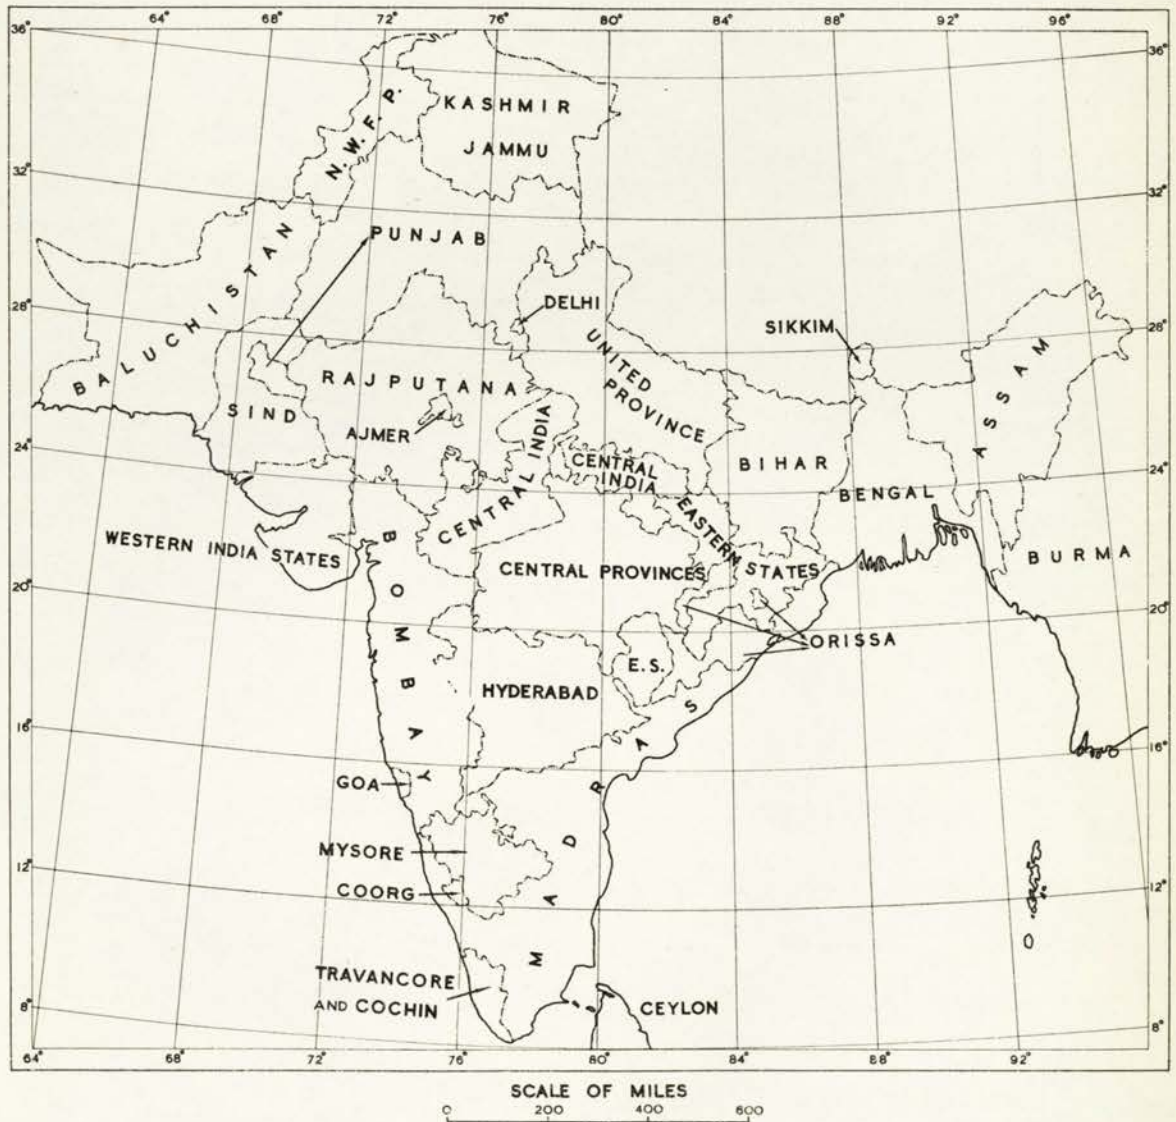 68° 72° 76° 80° 84° 88° 92° 96°
36° 36°
KASHMIR
JAMMU
N. W. F. P.
32° 32°
PUNJAB
BALUCHISTAN
DELHI
28° 28°
SIKKIM
UNITED PROVINCE
ASSAM
RAJPUTANA
SIND
AJMER
CENTRAL INDIA
CENTRAL INDIA
BIHAR
24° 24°
BENGAL
EASTERN STATES
WESTERN INDIA STATES
BOMBAY
CENTRAL PROVINCES
BURMA
20° 20°
ORISSA
E.S.
HYDERABAD
MADRAS
16° 16°
GOA
MYSORE
COORG
12° 12°
TRAVANCORE
AND COCHIN
CEYLON
8° 8°
64° 68° 72° 76° 80° 84° 88° 92°
SCALE OF MILES
0 200 400 600